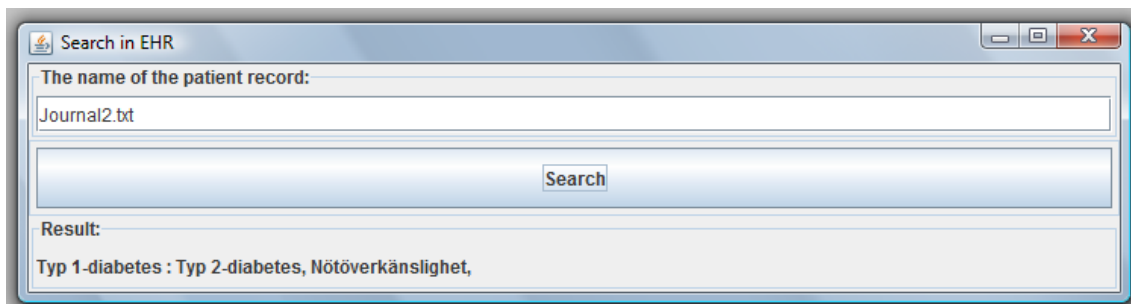 Search in EHR
The name of the patient record:
Journal2.txt
Search
Result:
Typ 1-diabetes : Typ 2-diabetes, Nötöverkänslighet,